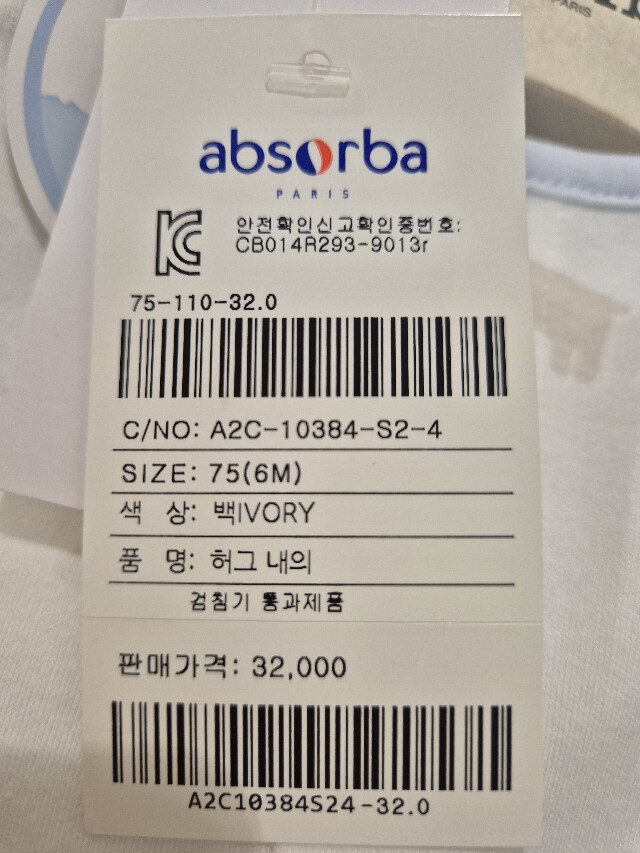 PARIS
absorba
PARIS
안전확인신고확인증번호:
CB014R293-9013r
75-110-32.0
C/NO: A2C-10384-S2-4
SIZE: 75(6M)
색 상: 백IVORY
품 명: 허그 내의
검침기 통과제품
판매가격: 32,000
A2C10384S24-32.0